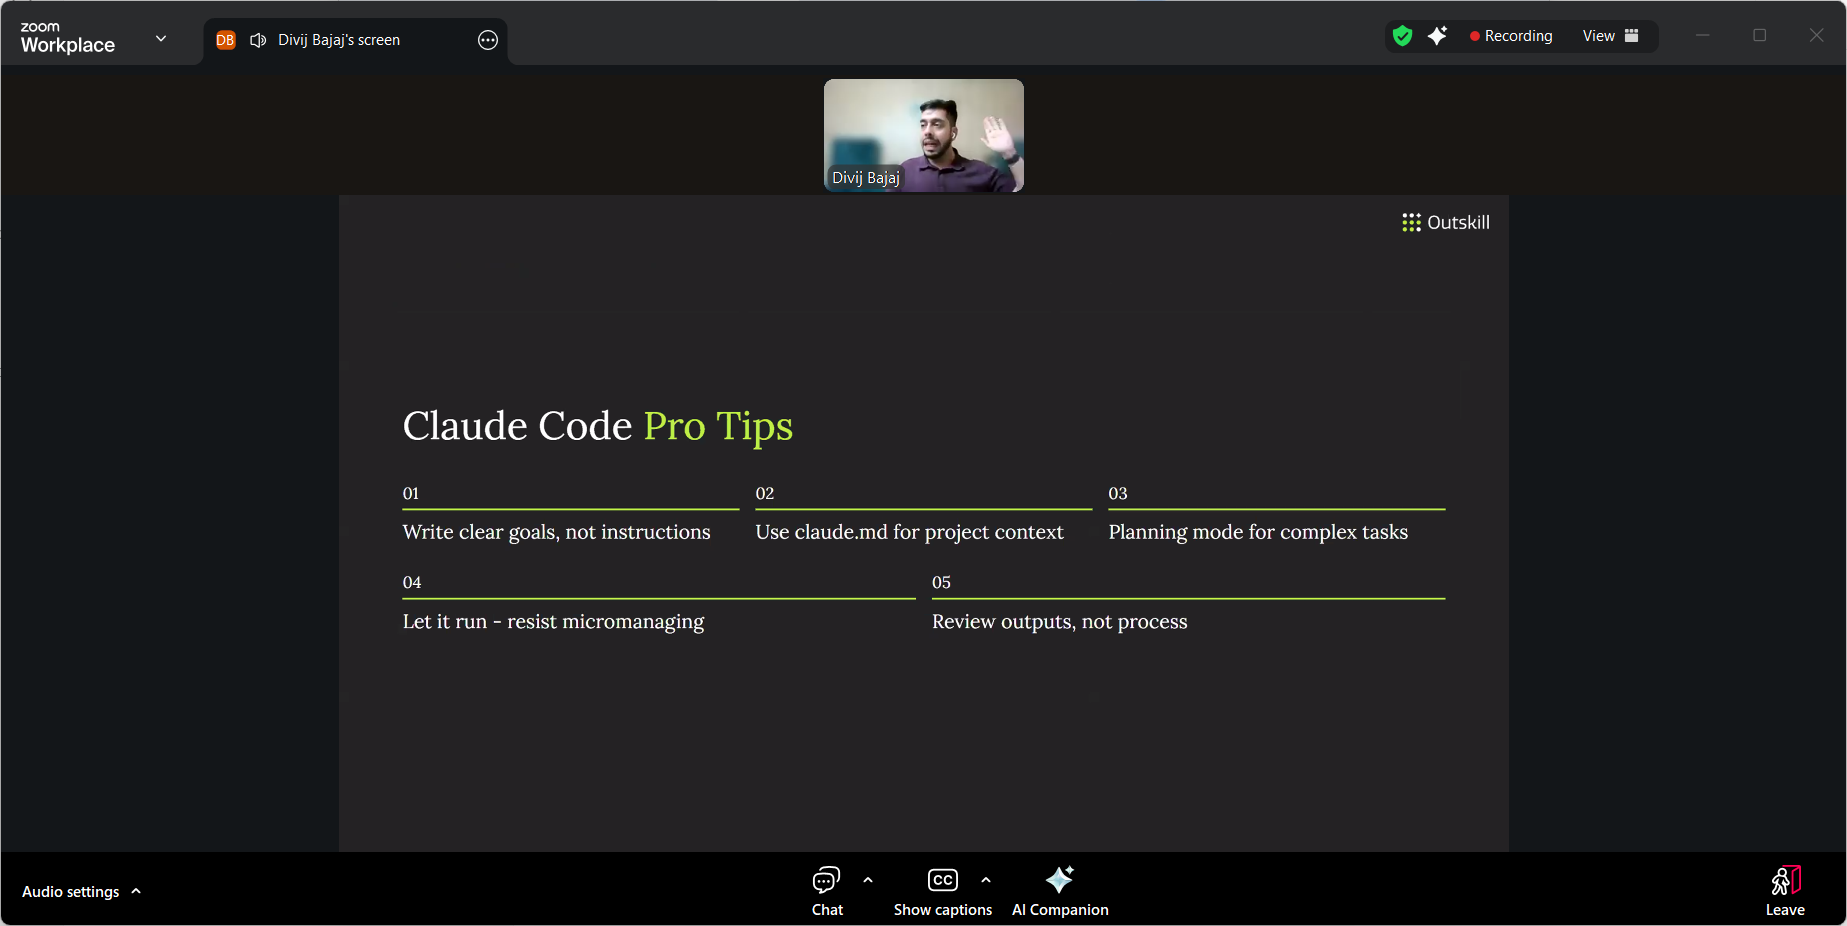 zoom
Workplace
DB
Divij Bajaj's screen
Recording
View
Divij Bajaj
Outskill
Claude Code Pro Tips
01
02
03
Write clear goals, not instructions
Use claude.md for project context
Planning mode for complex tasks
04
05
Let it run - resist micromanaging
Review outputs, not process
Audio settings
Chat
CC
Show captions
AI Companion
Leave